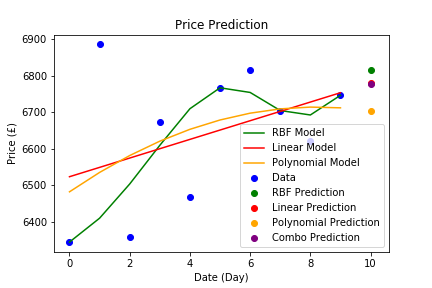 Price Prediction
6900
6800
6700
6600
6500
6400
Price (£)
0
2
4
6
8
10
Date (Day)
RBF Model
Linear Model
Polynomial Model
Data
RBF Prediction
Linear Prediction
Polynomial Prediction
Combo Prediction